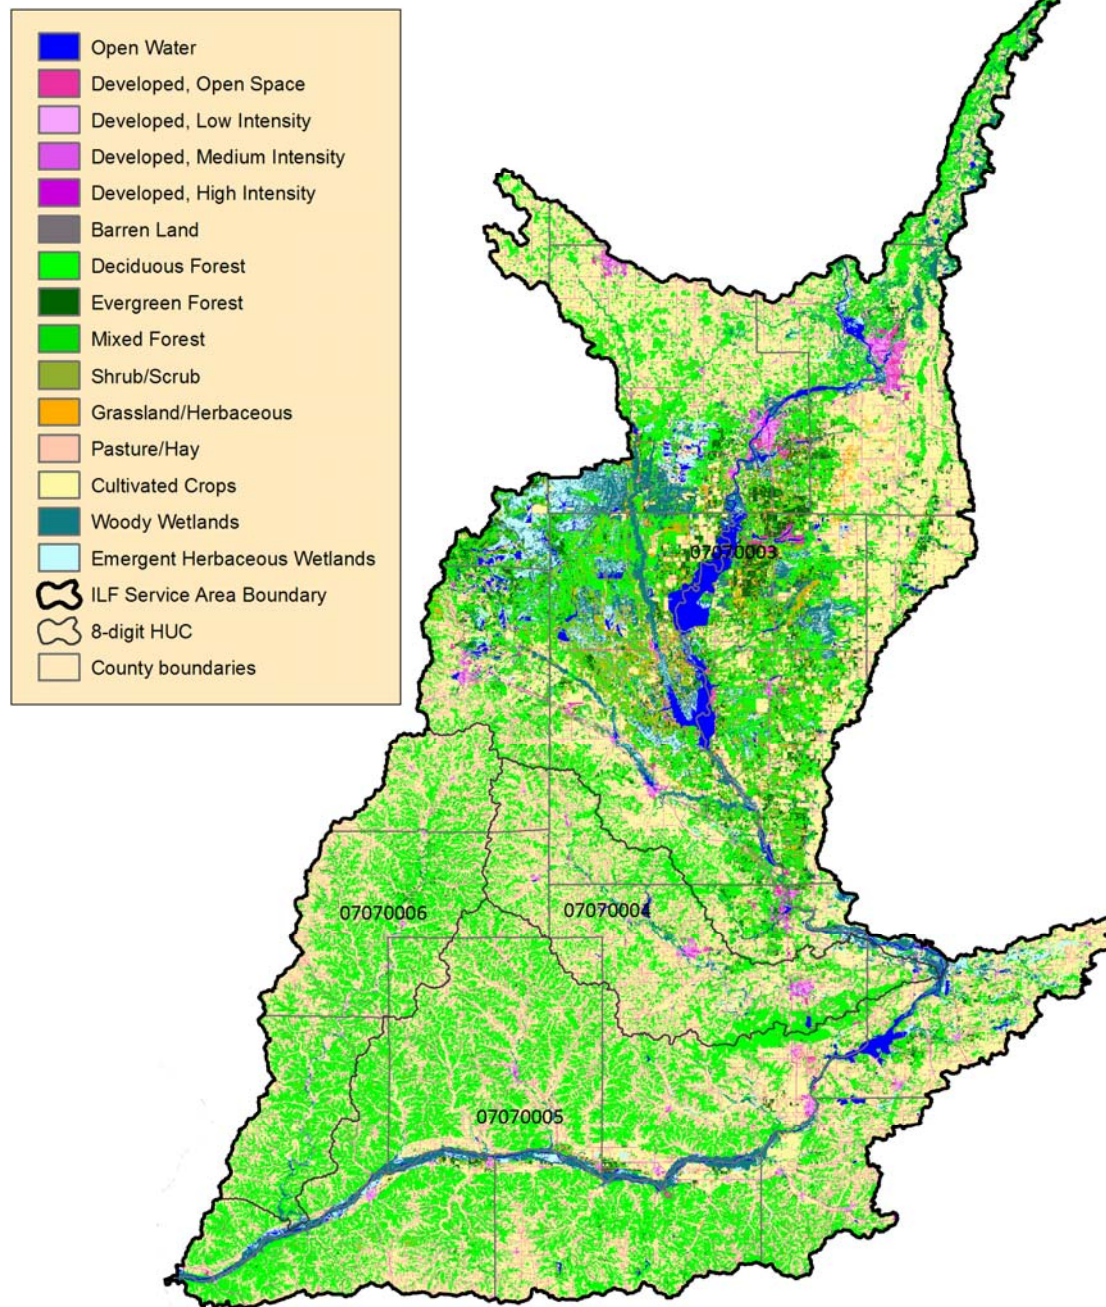 Open Water
Developed, Open Space
Developed, Low Intensity
Developed, Medium Intensity
Developed, High Intensity
Barren Land
Deciduous Forest
Evergreen Forest
Mixed Forest
Shrub/Scrub
Grassland/Herbaceous
Pasture/Hay
Cultivated Crops
Woody Wetlands
Emergent Herbaceous Wetlands
ILF Service Area Boundary
8-digit HUC
County boundaries
07070003
07070006
07070004
07070005